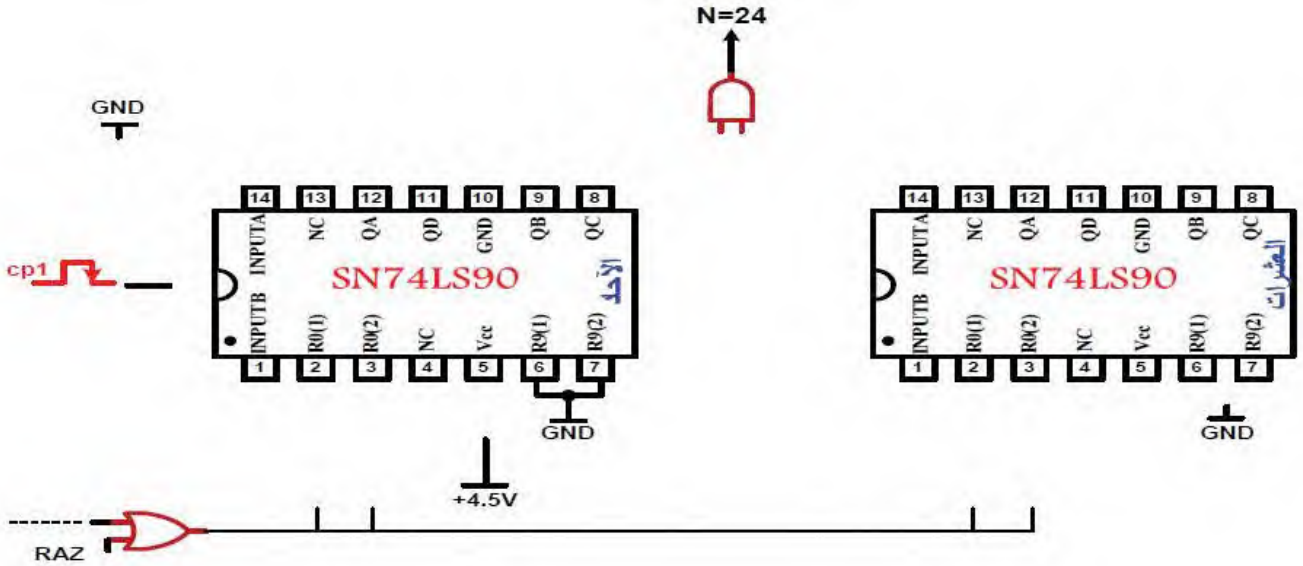 N=24
GND
14 13 12 11 10 9 8
INPUTA NC QA QD GND QB QC
cp1
SN74LS90
الآحاد
INPUTB R0(1) R0(2) NC Vcc R9(1) R9(2)
1 2 3 4 5 6 7
GND
+4.5V
RAZ
14 13 12 11 10 9 8
INPUTA NC QA QD GND QB QC
SN74LS90
العشرات
INPUTB R0(1) R0(2) NC Vcc R9(1) R9(2)
1 2 3 4 5 6 7
GND